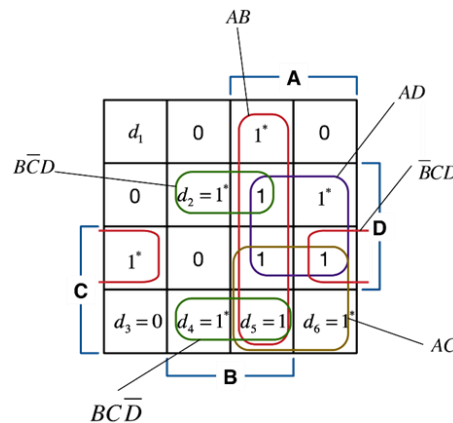 AB
A
d₁ 0 1* 0
AD
B̅C̅D
B̅CD
0 d₂ = 1* 1 1*
D
1* 0 1 1
C
d₃ = 0 d₄ = 1* d₅ = 1 d₆ = 1*
AC
B
BCD̅